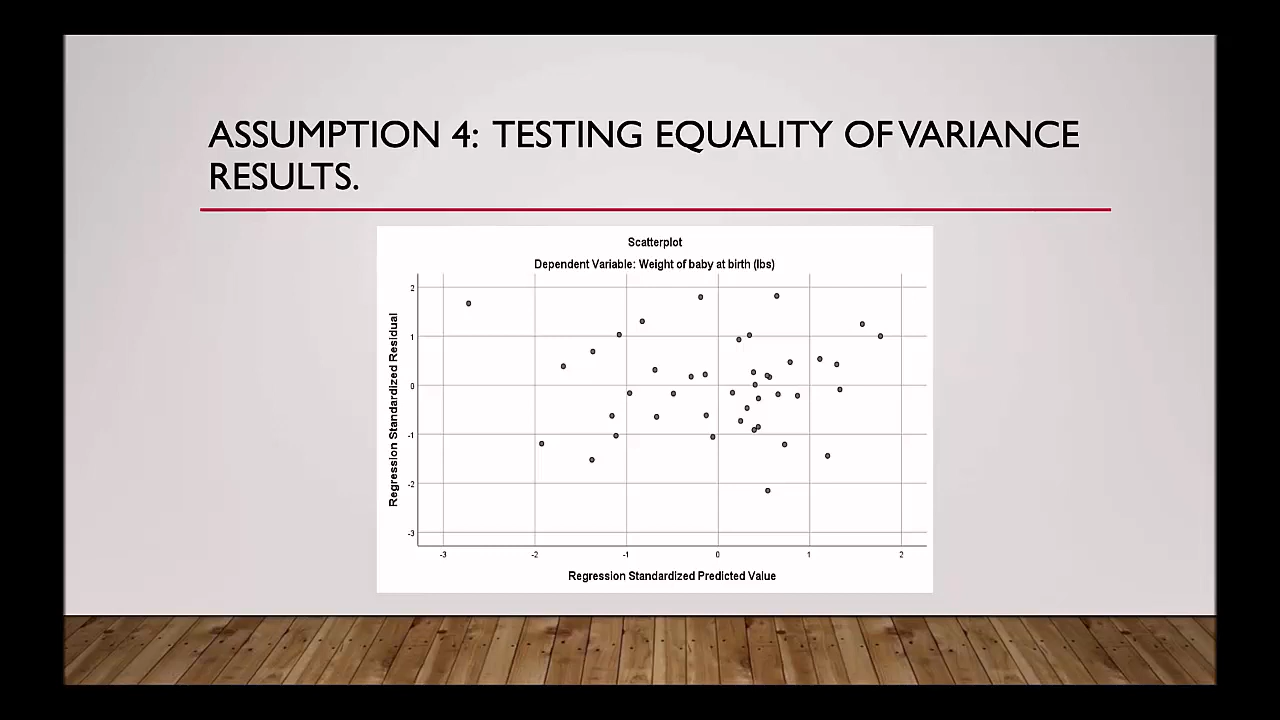 ASSUMPTION 4: TESTING EQUALITY OF VARIANCE
RESULTS.
Scatterplot
Dependent Variable: Weight of baby at birth (lbs)
Regression Standardized Residual
2
1
0
-1
-2
-3
-3 -2 -1 0 1 2
Regression Standardized Predicted Value